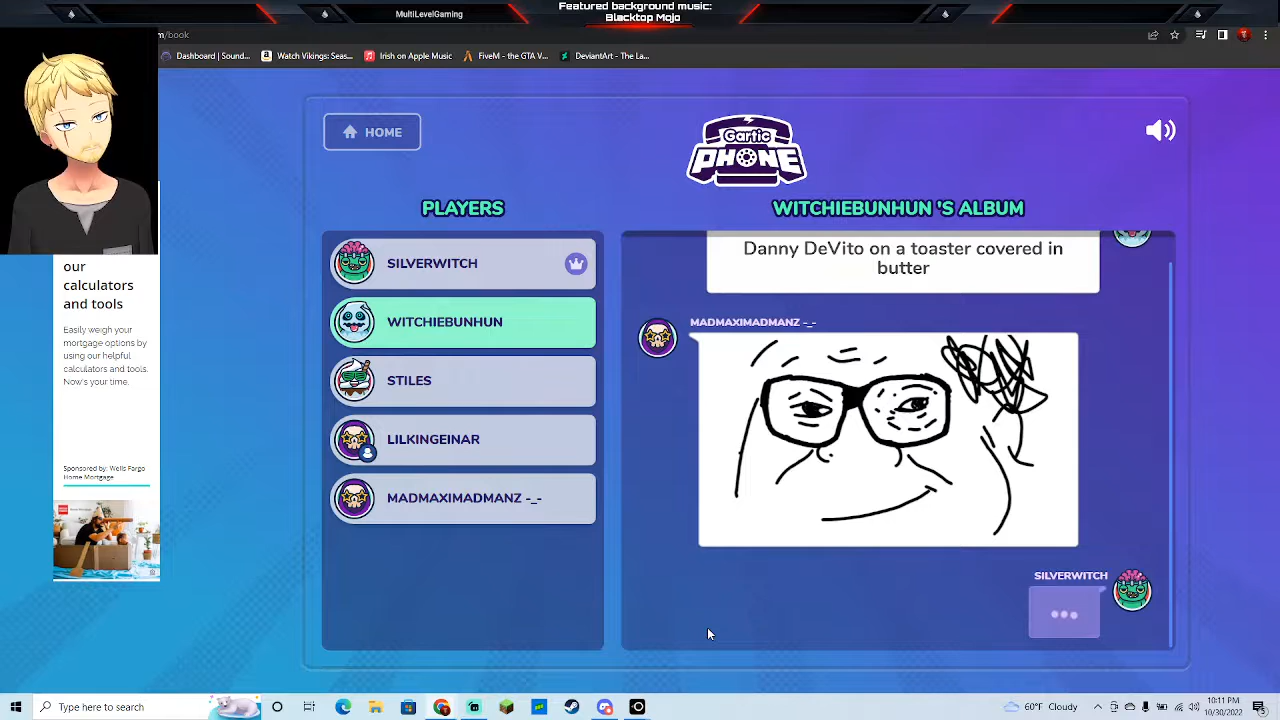 Featured background music:
Blacktop Mojo
MultiLevelGaming
m/book
Dashboard | Sound...
Watch Vikings: Seas...
Irish on Apple Music
FiveM - the GTA V...
DeviantArt - The La...
HOME
Gartic
PHONE
PLAYERS
WITCHIEBUNHUN 'S ALBUM
SILVERWITCH
WITCHIEBUNHUN
STILES
LILKINGEINAR
MADMAXIMADMANZ -_-
Danny DeVito on a toaster covered in
butter
MADMAXIMADMANZ -_-
SILVERWITCH
our
calculators
and tools
Easily weigh your
mortgage options by
using our helpful
calculators and tools.
Now's your time.
Sponsored by: Wells Fargo
Home Mortgage
Type here to search
60°F Cloudy
10:11 PM
10/30/2022